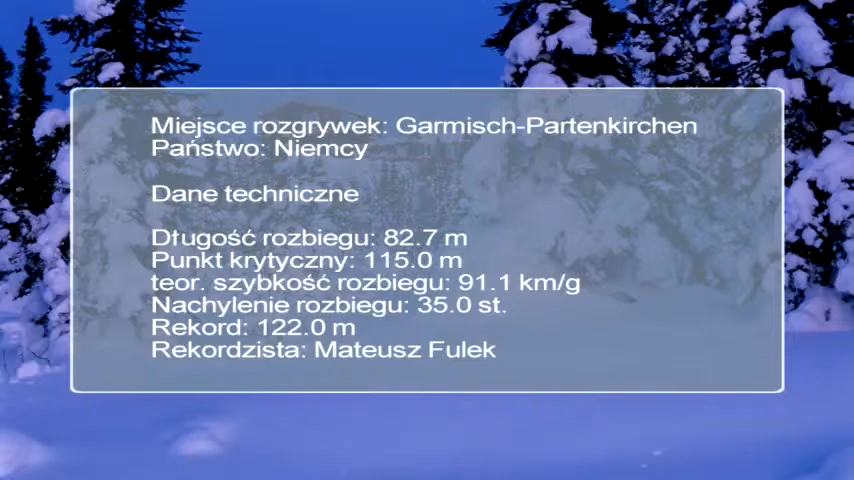 Miejsce rozgrywek: Garmisch-Partenkirchen
Państwo: Niemcy
Dane techniczne
Długość rozbiegu: 82.7 m
Punkt krytyczny: 115.0 m
teor. szybkość rozbiegu: 91.1 km/g
Nachylenie rozbiegu: 35.0 st.
Rekord: 122.0 m
Rekordzista: Mateusz Fulek